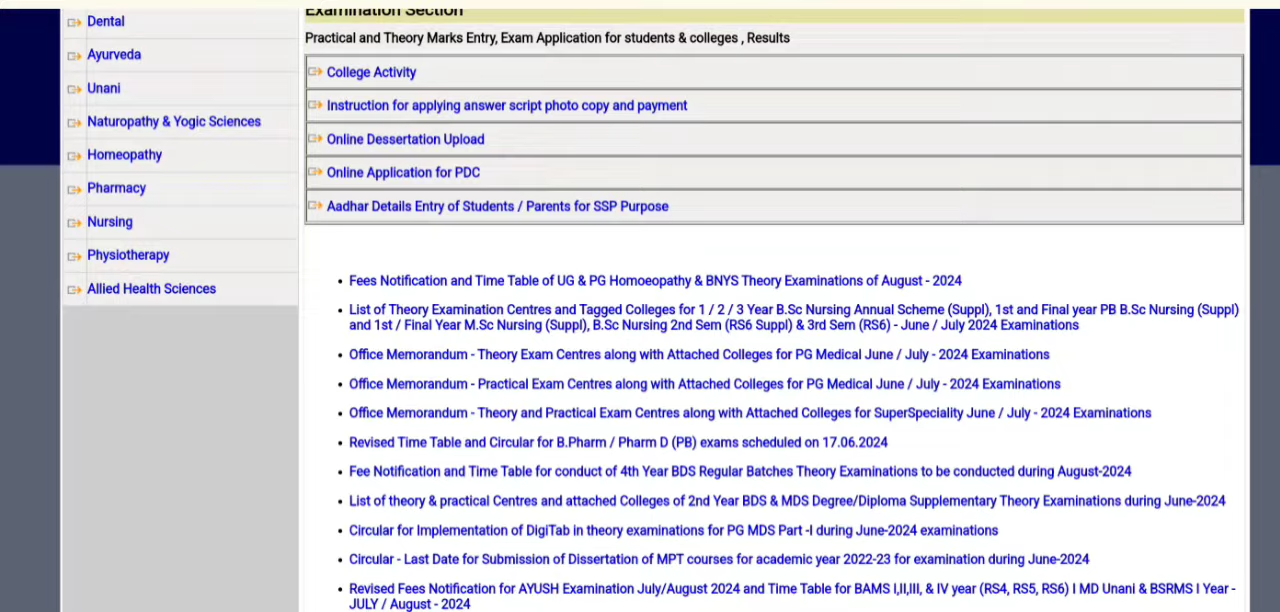 Dental
Ayurveda
Unani
Naturopathy & Yogic Sciences
Homeopathy
Pharmacy
Nursing
Physiotherapy
Allied Health Sciences
Examination Section
Practical and Theory Marks Entry, Exam Application for students & colleges , Results
College Activity
Instruction for applying answer script photo copy and payment
Online Dessertation Upload
Online Application for PDC
Aadhar Details Entry of Students / Parents for SSP Purpose
• Fees Notification and Time Table of UG & PG Homoeopathy & BNYS Theory Examinations of August - 2024
• List of Theory Examination Centres and Tagged Colleges for 1 / 2 / 3 Year B.Sc Nursing Annual Scheme (Suppl), 1st and Final year PB B.Sc Nursing (Suppl)
and 1st / Final Year M.Sc Nursing (Suppl), B.Sc Nursing 2nd Sem (RS6 Suppl) & 3rd Sem (RS6) - June / July 2024 Examinations
• Office Memorandum - Theory Exam Centres along with Attached Colleges for PG Medical June / July - 2024 Examinations
• Office Memorandum - Practical Exam Centres along with Attached Colleges for PG Medical June / July - 2024 Examinations
• Office Memorandum - Theory and Practical Exam Centres along with Attached Colleges for SuperSpeciality June / July - 2024 Examinations
• Revised Time Table and Circular for B.Pharm / Pharm D (PB) exams scheduled on 17.06.2024
• Fee Notification and Time Table for conduct of 4th Year BDS Regular Batches Theory Examinations to be conducted during August-2024
• List of theory & practical Centres and attached Colleges of 2nd Year BDS & MDS Degree/Diploma Supplementary Theory Examinations during June-2024
• Circular for Implementation of DigiTab in theory examinations for PG MDS Part -I during June-2024 examinations
• Circular - Last Date for Submission of Dissertation of MPT courses for academic year 2022-23 for examination during June-2024
• Revised Fees Notification for AYUSH Examination July/August 2024 and Time Table for BAMS I,II,III, & IV year (RS4, RS5, RS6) I MD Unani & BSRMS I Year -
JULY / August - 2024